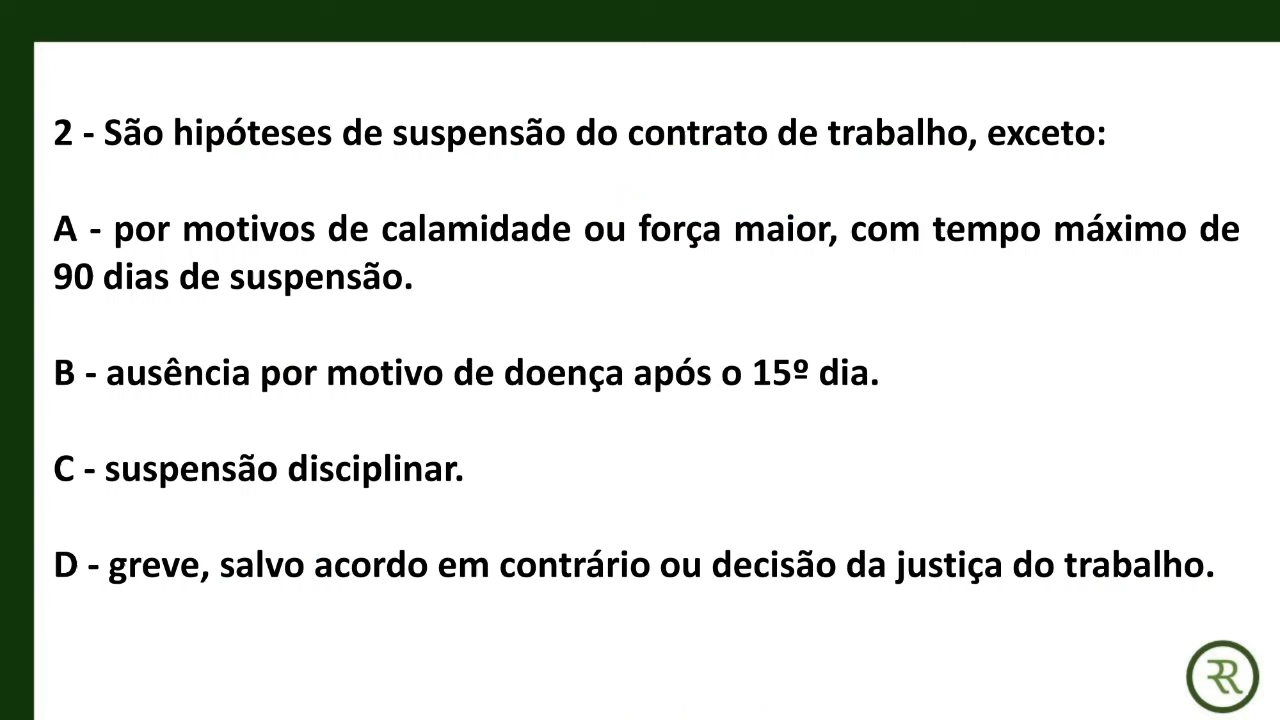 2 - São hipóteses de suspensão do contrato de trabalho, exceto:
A - por motivos de calamidade ou força maior, com tempo máximo de
90 dias de suspensão.
B - ausência por motivo de doença após o 15º dia.
C - suspensão disciplinar.
D - greve, salvo acordo em contrário ou decisão da justiça do trabalho.